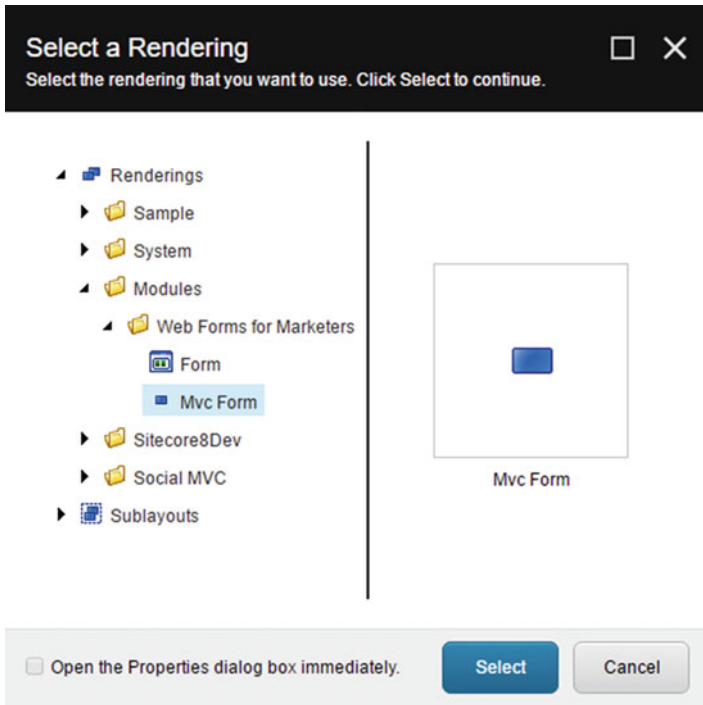 Select a Rendering
Select the rendering that you want to use. Click Select to continue.
Renderings
Sample
System
Modules
Web Forms for Marketers
Form
Mvc Form
Sitecore8Dev
Social MVC
Sublayouts
Mvc Form
Open the Properties dialog box immediately.
Select
Cancel